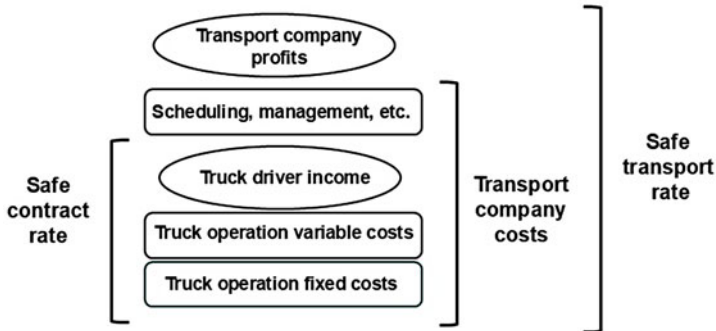 Transport company
profits
Scheduling, management, etc.
Truck driver income
Truck operation variable costs
Truck operation fixed costs
Safe
contract
rate
Transport
company
costs
Safe
transport
rate